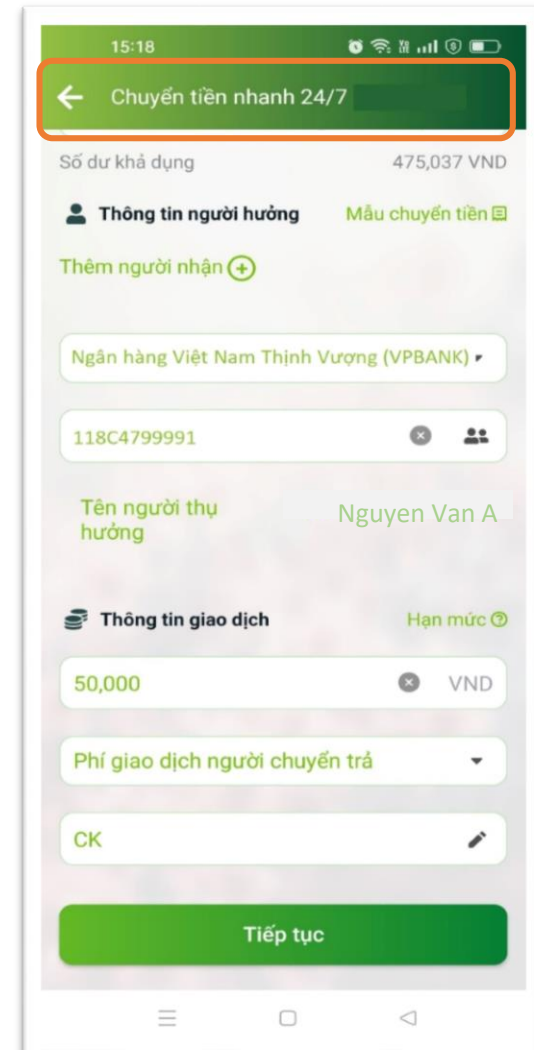 15:18
Chuyển tiền nhanh 24/7
Số dư khả dụng 475,037 VND
Thông tin người hưởng Mẫu chuyển tiền
Thêm người nhận
Ngân hàng Việt Nam Thịnh Vượng (VPBANK)
118C4799991
Tên người thụ hưởng Nguyen Van A
Thông tin giao dịch Hạn mức
50,000 VND
Phí giao dịch người chuyển trả
CK
Tiếp tục